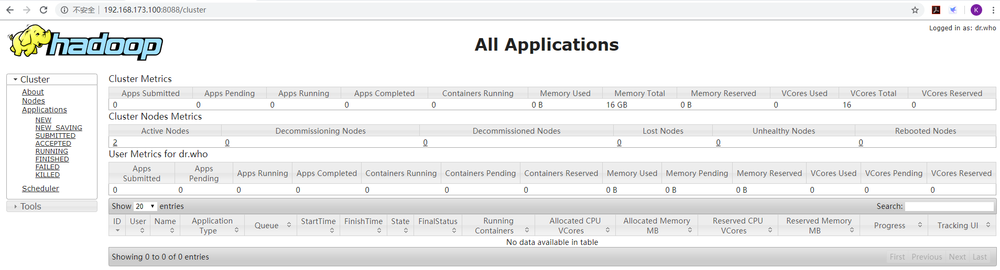 不安全 192.168.173.100:8088/cluster
K
Logged in as: dr.who
hadoop
All Applications
Cluster
About
Nodes
Applications
NEW
NEW_SAVING
SUBMITTED
ACCEPTED
RUNNING
FINISHED
FAILED
KILLED
Scheduler
Tools
Cluster Metrics
Apps Submitted Apps Pending Apps Running Apps Completed Containers Running Memory Used Memory Total Memory Reserved VCores Used VCores Total VCores Reserved
0 0 0 0 0 0 B 16 GB 0 B 0 16 0
Cluster Nodes Metrics
Active Nodes Decommissioning Nodes Decommissioned Nodes Lost Nodes Unhealthy Nodes Rebooted Nodes
2 0 0 0 0 0
User Metrics for dr.who
Apps Submitted Apps Pending Apps Running Apps Completed Containers Running Containers Pending Containers Reserved Memory Used Memory Pending Memory Reserved VCores Used VCores Pending VCores Reserved
0 0 0 0 0 0 0 0 B 0 B 0 B 0 0 0
Show 20 entries Search:
ID User Name Application Type Queue StartTime FinishTime State FinalStatus Running Containers Allocated CPU VCores Allocated Memory MB Reserved CPU VCores Reserved Memory MB Progress Tracking UI
No data available in table
Showing 0 to 0 of 0 entries First Previous Next Last